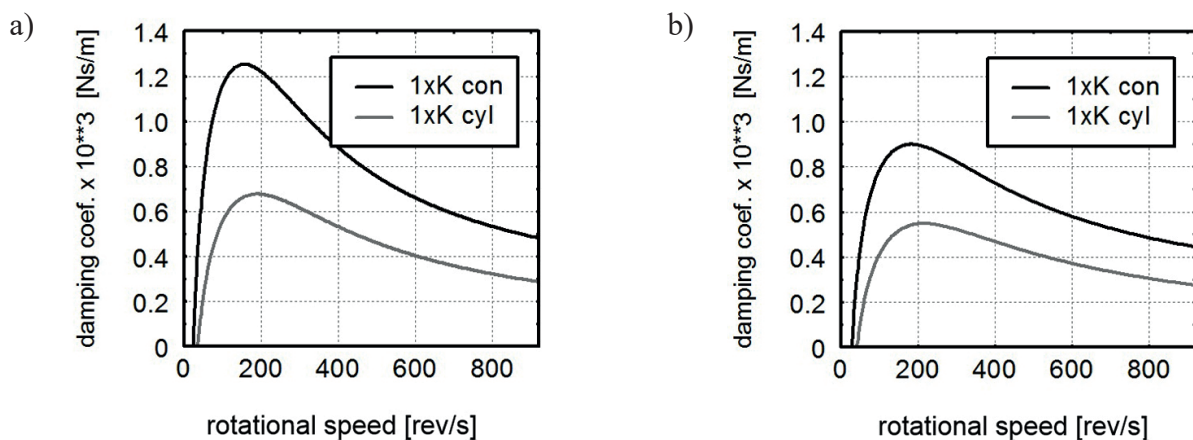 a)
damping coef. x 10**3 [Ns/m]
1.4
1.2
1.0
0.8
0.6
0.4
0.2
0
1xK con
1xK cyl
0 200 400 600 800
rotational speed [rev/s]
b)
damping coef. x 10**3 [Ns/m]
1.4
1.2
1.0
0.8
0.6
0.4
0.2
0
1xK con
1xK cyl
0 200 400 600 800
rotational speed [rev/s]